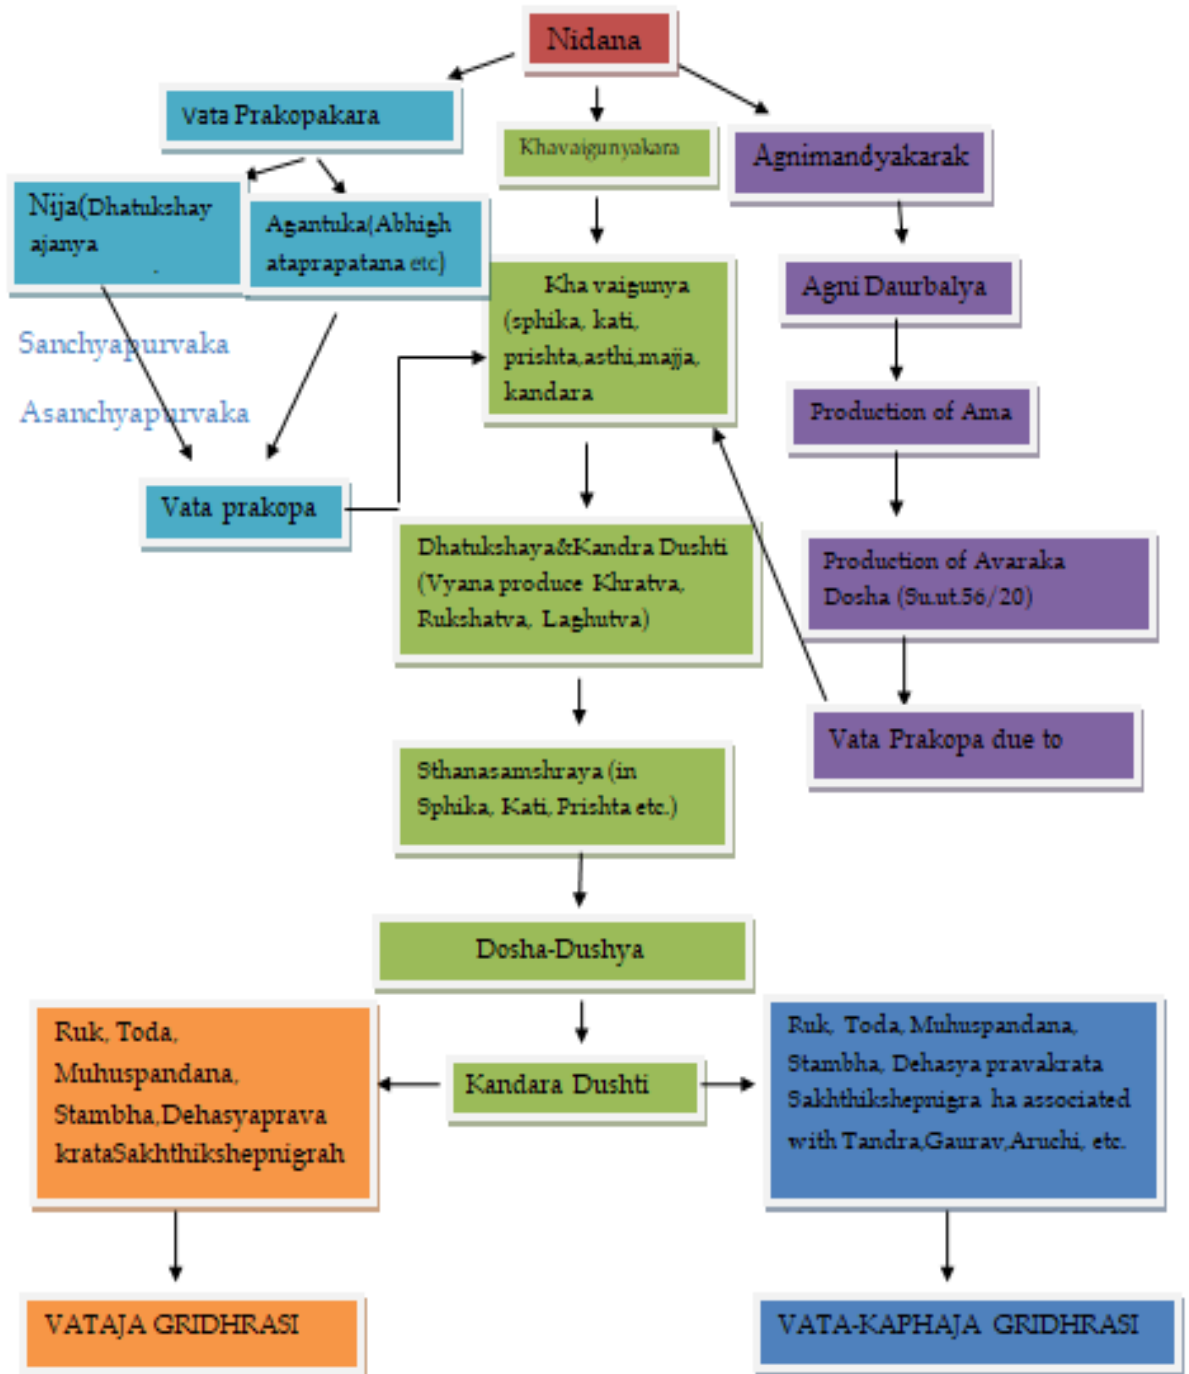 Nidana
Vata Prakopakara
Khavaigunyakara
Agnimandyakarak
Nija(Dhatukshay
ajanya
Agantuka(Abhigh
ataprapatana etc)
Kha vaigunya
(sphika, kati,
prishta,asthi,majja,
kandara
Agni Daurbalya
Sanchyapurvaka
Asanchyapurvaka
Production of Ama
Vata prakopa
Dhatukshaya&Kandra Dushti
(Vyana produce Khratva,
Rukshatva, Laghutva)
Production of Avaraka
Dosha (Su.ut.56/20)
Vata Prakopa due to
Sthanasamshraya (in
Sphika, Kati, Prishta etc.)
Dosha-Dushya
Ruk, Toda,
Muhuspandana,
Stambha,Dehasyaprava
krataSakhthikshepnigrah
Kandara Dushti
Ruk, Toda, Muhuspandana,
Stambha, Dehasya pravakrata
Sakhthikshepnigra ha associated
with Tandra,Gaurav,Aruchi, etc.
VATAJA GRIDHRASI
VATA-KAPHAJA GRIDHRASI